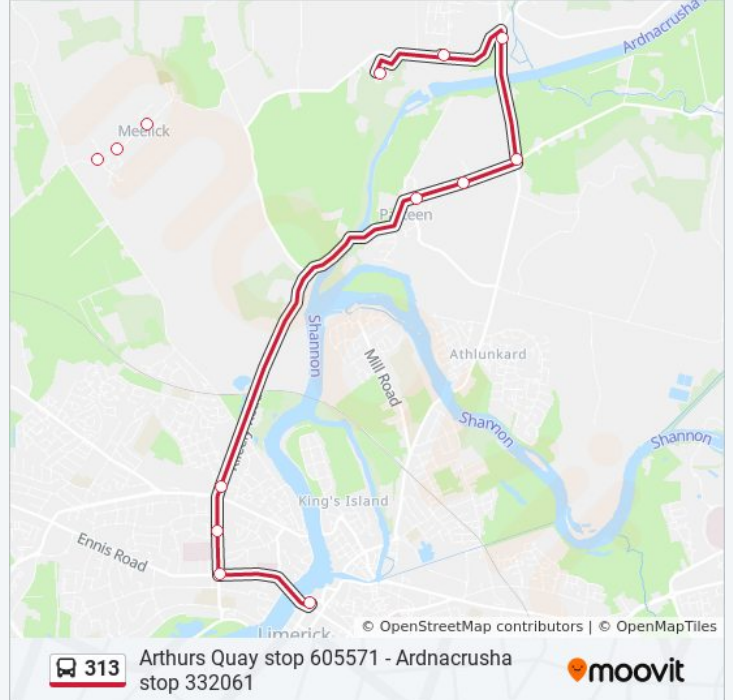 Ardnacrusha
Meelick
Parteen
Shannon
Athlunkard
Mill Road
Shannon
Shannon
King's Island
Ennis Road
Limerick
© OpenStreetMap contributors | © OpenMapTiles
313
Arthurs Quay stop 605571 - Ardnacrusha
stop 332061
moovit